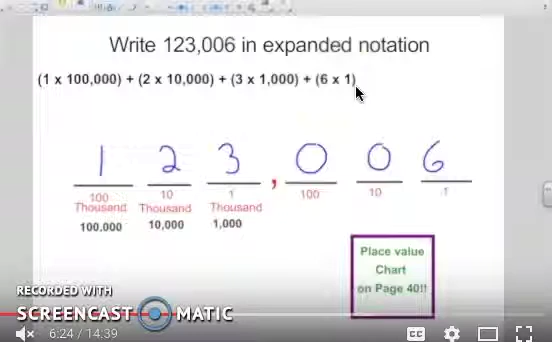 Write 123,006 in expanded notation
(1 x 100,000) + (2 x 10,000) + (3 x 1,000) + (6 x 1)
1 2 3 , 0 0 6
100 10 1 100 10 1
Thousand Thousand Thousand
100.000 10,000 1,000
Place value
Chart
on Page 40!!
RECORDED WITH
SCREENCAST MATIC
6:24 / 14:39
CC